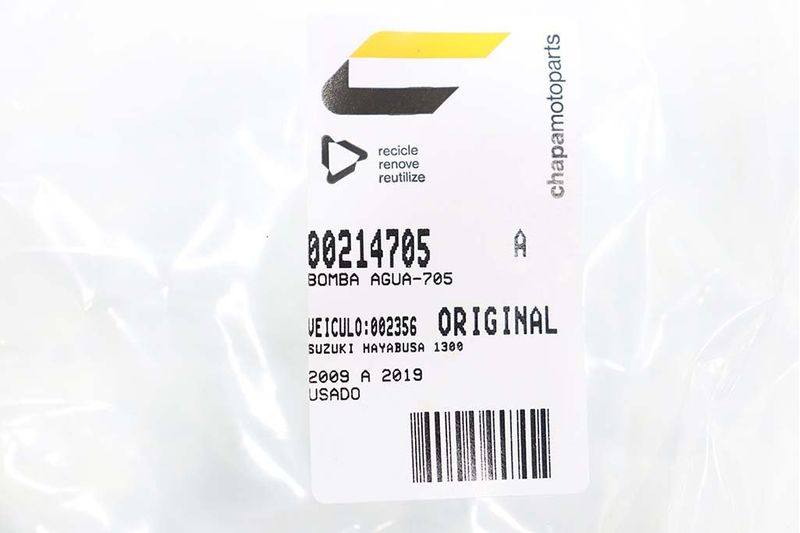 chapamotoparts
recicle
renove
reutilize
00214705 A
BOMBA AGUA-705
VEICULO:002356 ORIGINAL
SUZUKI HAYABUSA 1300
2009 A 2019
USADO